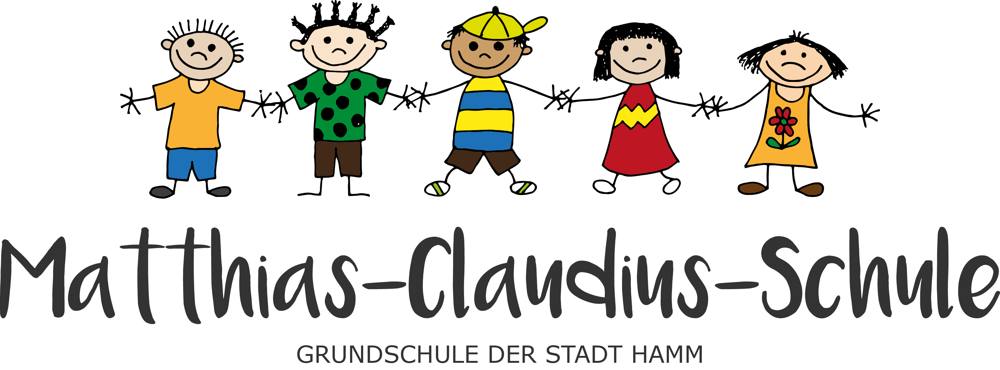 Matthias-Claudius-Schule
GRUNDSCHULE DER STADT HAMM